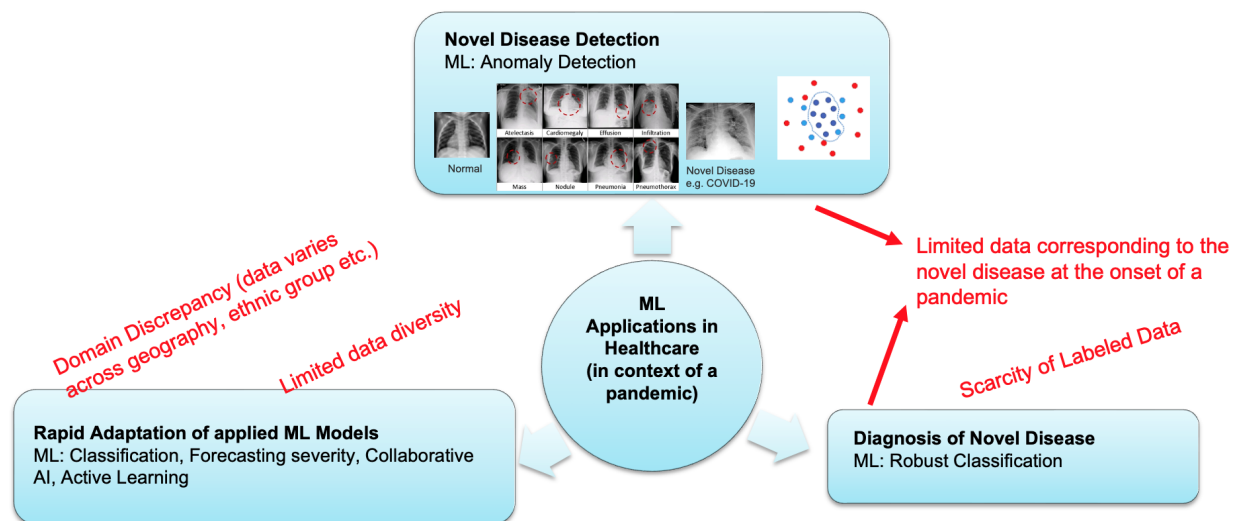 Novel Disease Detection
ML: Anomaly Detection
Atelectasis
Cardiomegaly
Effusion
Infiltration
Normal
Mass
Nodule
Pneumonia
Pneumothorax
Novel Disease
e.g. COVID-19
Domain Discrepancy (data varies
across geography, ethnic group etc.)
Limited data diversity
ML
Applications in
Healthcare
(in context of a
pandemic)
Limited data corresponding to the
novel disease at the onset of a
pandemic
Scarcity of Labeled Data
Rapid Adaptation of applied ML Models
ML: Classification, Forecasting severity, Collaborative
AI, Active Learning
Diagnosis of Novel Disease
ML: Robust Classification